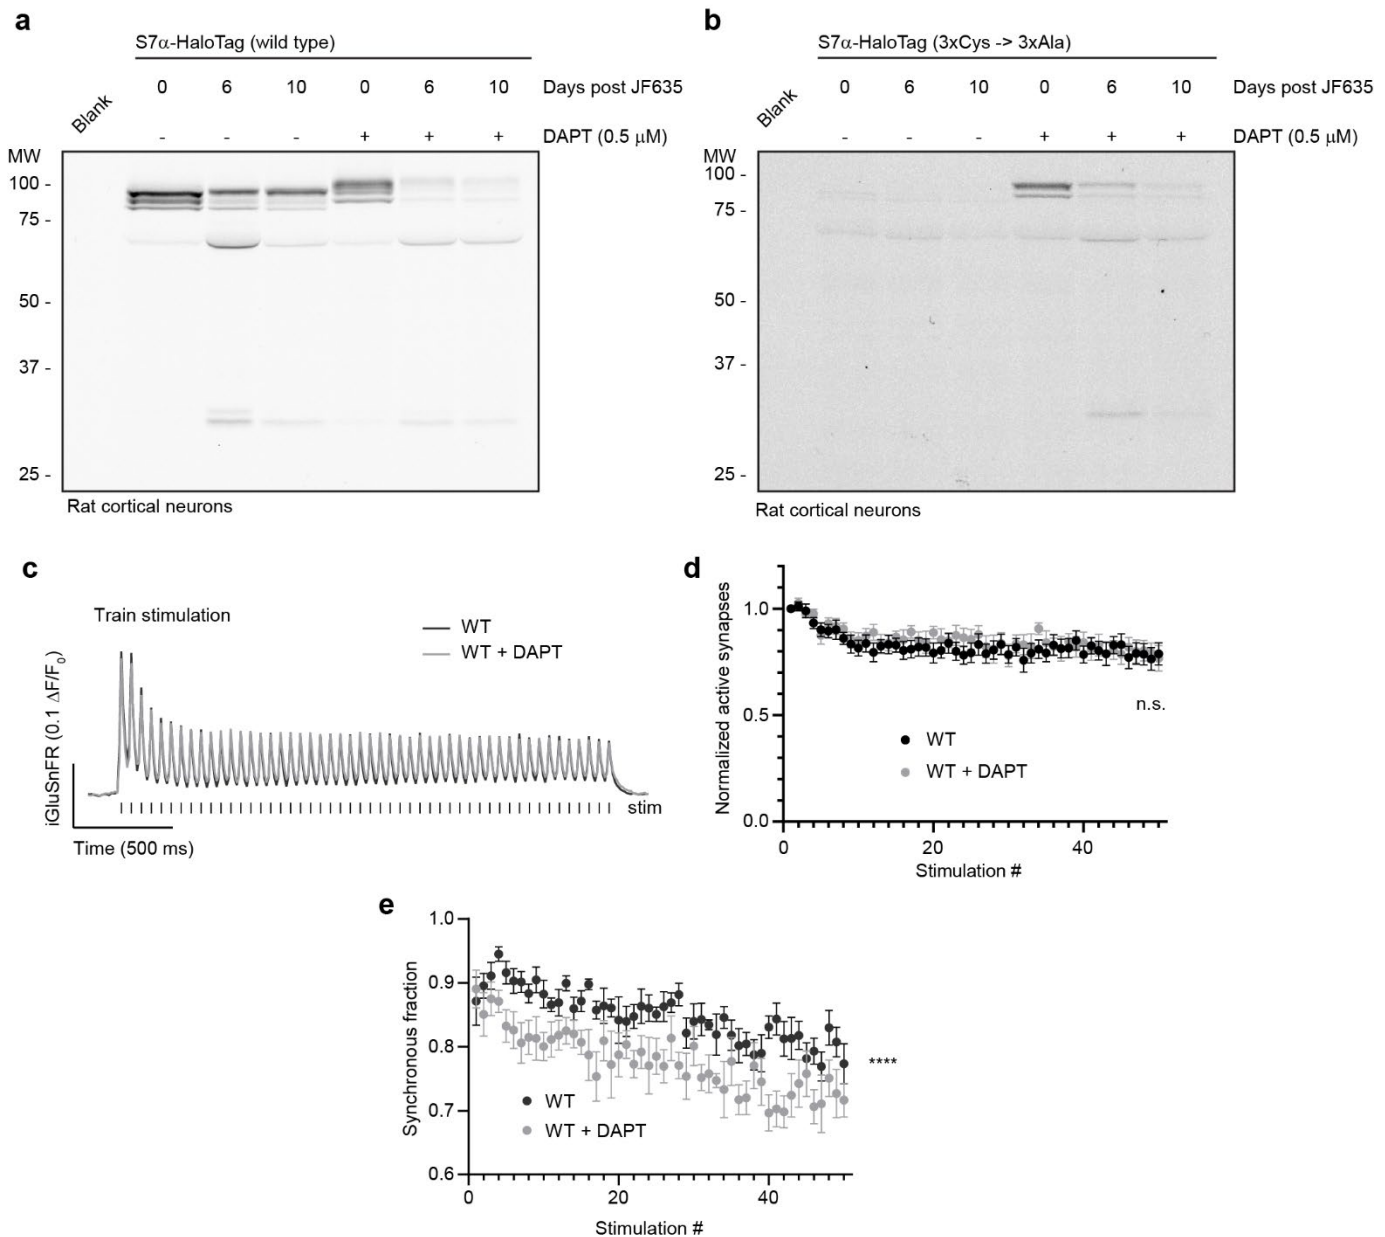 a
S7α-HaloTag (wild type)
Blank
0 6 10 0 6 10 Days post JF635
- - - + + + DAPT (0.5 μM)
MW
100 -
75 -
50 -
37 -
25 -
Rat cortical neurons
b
S7α-HaloTag (3xCys -> 3xAla)
Blank
0 6 10 0 6 10 Days post JF635
- - - + + + DAPT (0.5 μM)
MW
100 -
75 -
50 -
37 -
25 -
Rat cortical neurons
c
Train stimulation
WT
WT + DAPT
iGluSnFR (0.1 ΔF/F0)
stim
Time (500 ms)
d
Normalized active synapses
1.0
0.5
0.0
n.s.
WT
WT + DAPT
0 20 40
Stimulation #
e
Synchronous fraction
1.0
0.9
0.8
0.7
0.6
****
WT
WT + DAPT
0 20 40
Stimulation #